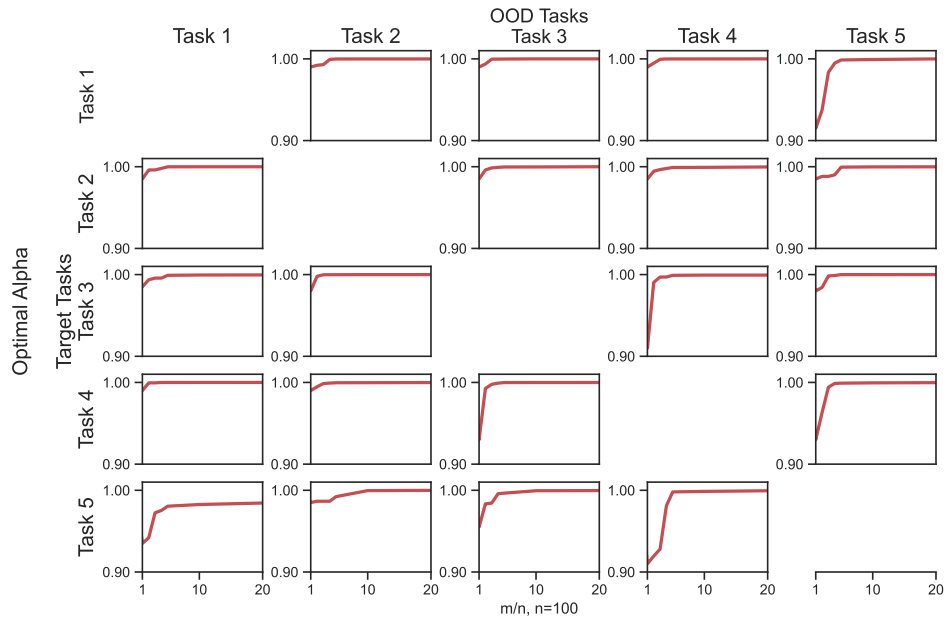 OOD Tasks
Task 1 Task 2 Task 3 Task 4 Task 5
Optimal Alpha
Target Tasks
Task 1
1.00 1.00 1.00 1.00
0.90 0.90 0.90 0.90
Task 2
1.00 1.00 1.00 1.00
0.90 0.90 0.90 0.90
Task 3
1.00 1.00 1.00 1.00
0.90 0.90 0.90 0.90
Task 4
1.00 1.00 1.00 1.00
0.90 0.90 0.90 0.90
Task 5
1.00 1.00 1.00 1.00
0.90 0.90 0.90 0.90
1 10 20 1 10 20 1 10 20 1 10 20 1 10 20
m/n, n=100